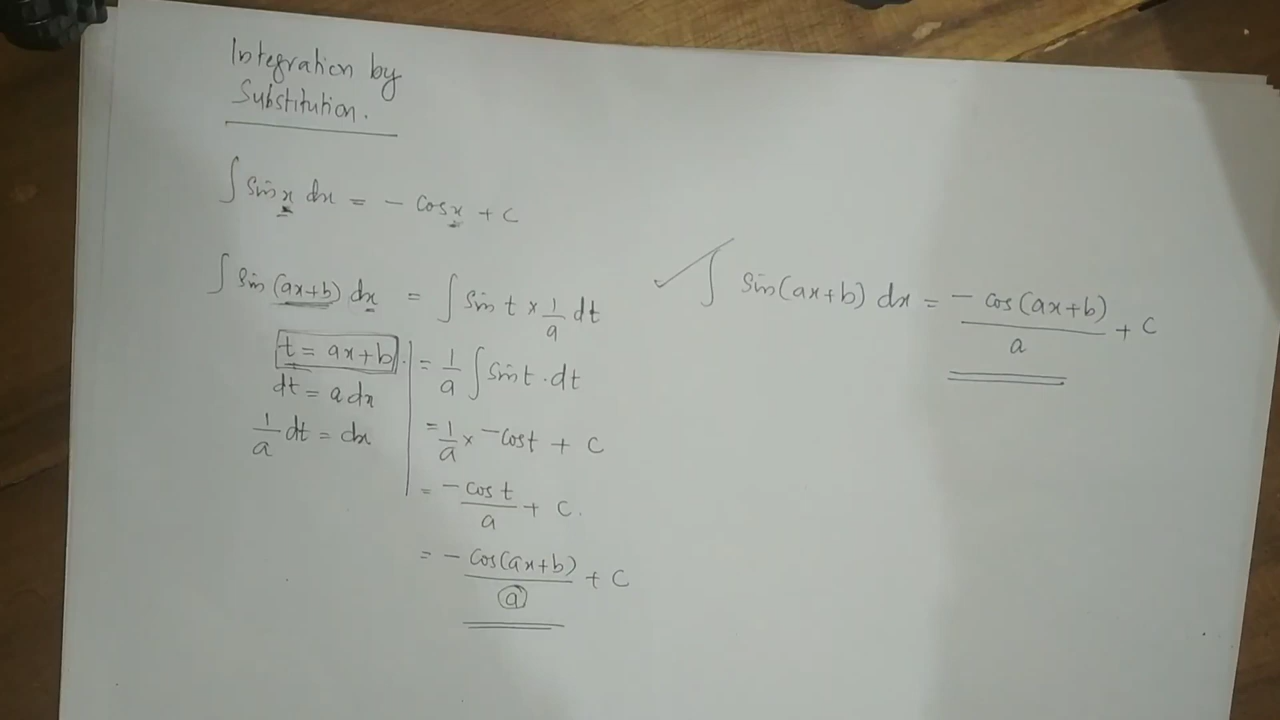 Integration by
Substitution.
∫ sin x dx = - cos x + C
∫ sin (ax+b) dx = ∫ sin t × 1/a dt
t = ax+b
dt = a dx
1/a dt = dx
= 1/a ∫ sin t . dt
= 1/a × -cos t + C
= -cos t / a + C.
= -cos(ax+b) / a + C
✓ ∫ sin(ax+b) dx = -cos(ax+b) / a + C